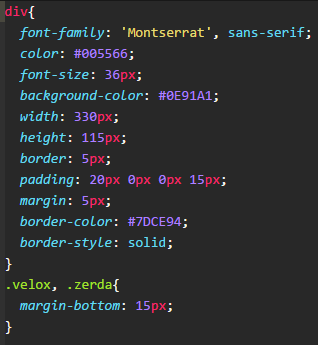 div{
font-family: 'Montserrat', sans-serif;
color: #005566;
font-size: 36px;
background-color: #0E91A1;
width: 330px;
height: 115px;
border: 5px;
padding: 20px 0px 0px 15px;
margin: 5px;
border-color: #7DCE94;
border-style: solid;
}
.velox, .zerda{
margin-bottom: 15px;
}